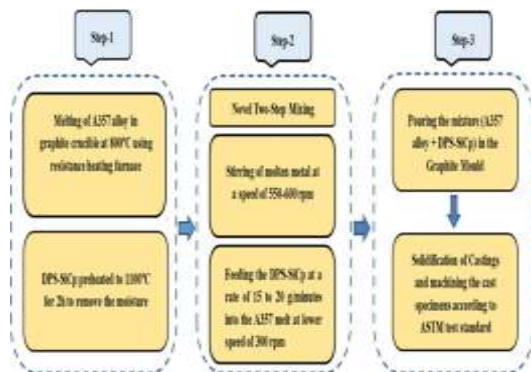 Step-1
Melting of A357 alloy in
graphite crucible at 800°C using
resistance heating furnace
DPS-SiCp preheated to 1100°C
for 2h to remove the moisture
Step-2
Novel Two-Step Mixing
Stirring of molten metal at
a speed of 550-600 rpm
Feeding the DPS-SiCp at a
rate of 15 to 20 g/minutes
into the A357 melt at lower
speed of 300 rpm
Step-3
Pouring the mixture (A357
alloy + DPS-SiCp) in the
Graphite Mould
Solidification of Castings
and machining the cast
specimens according to
ASTM test standard